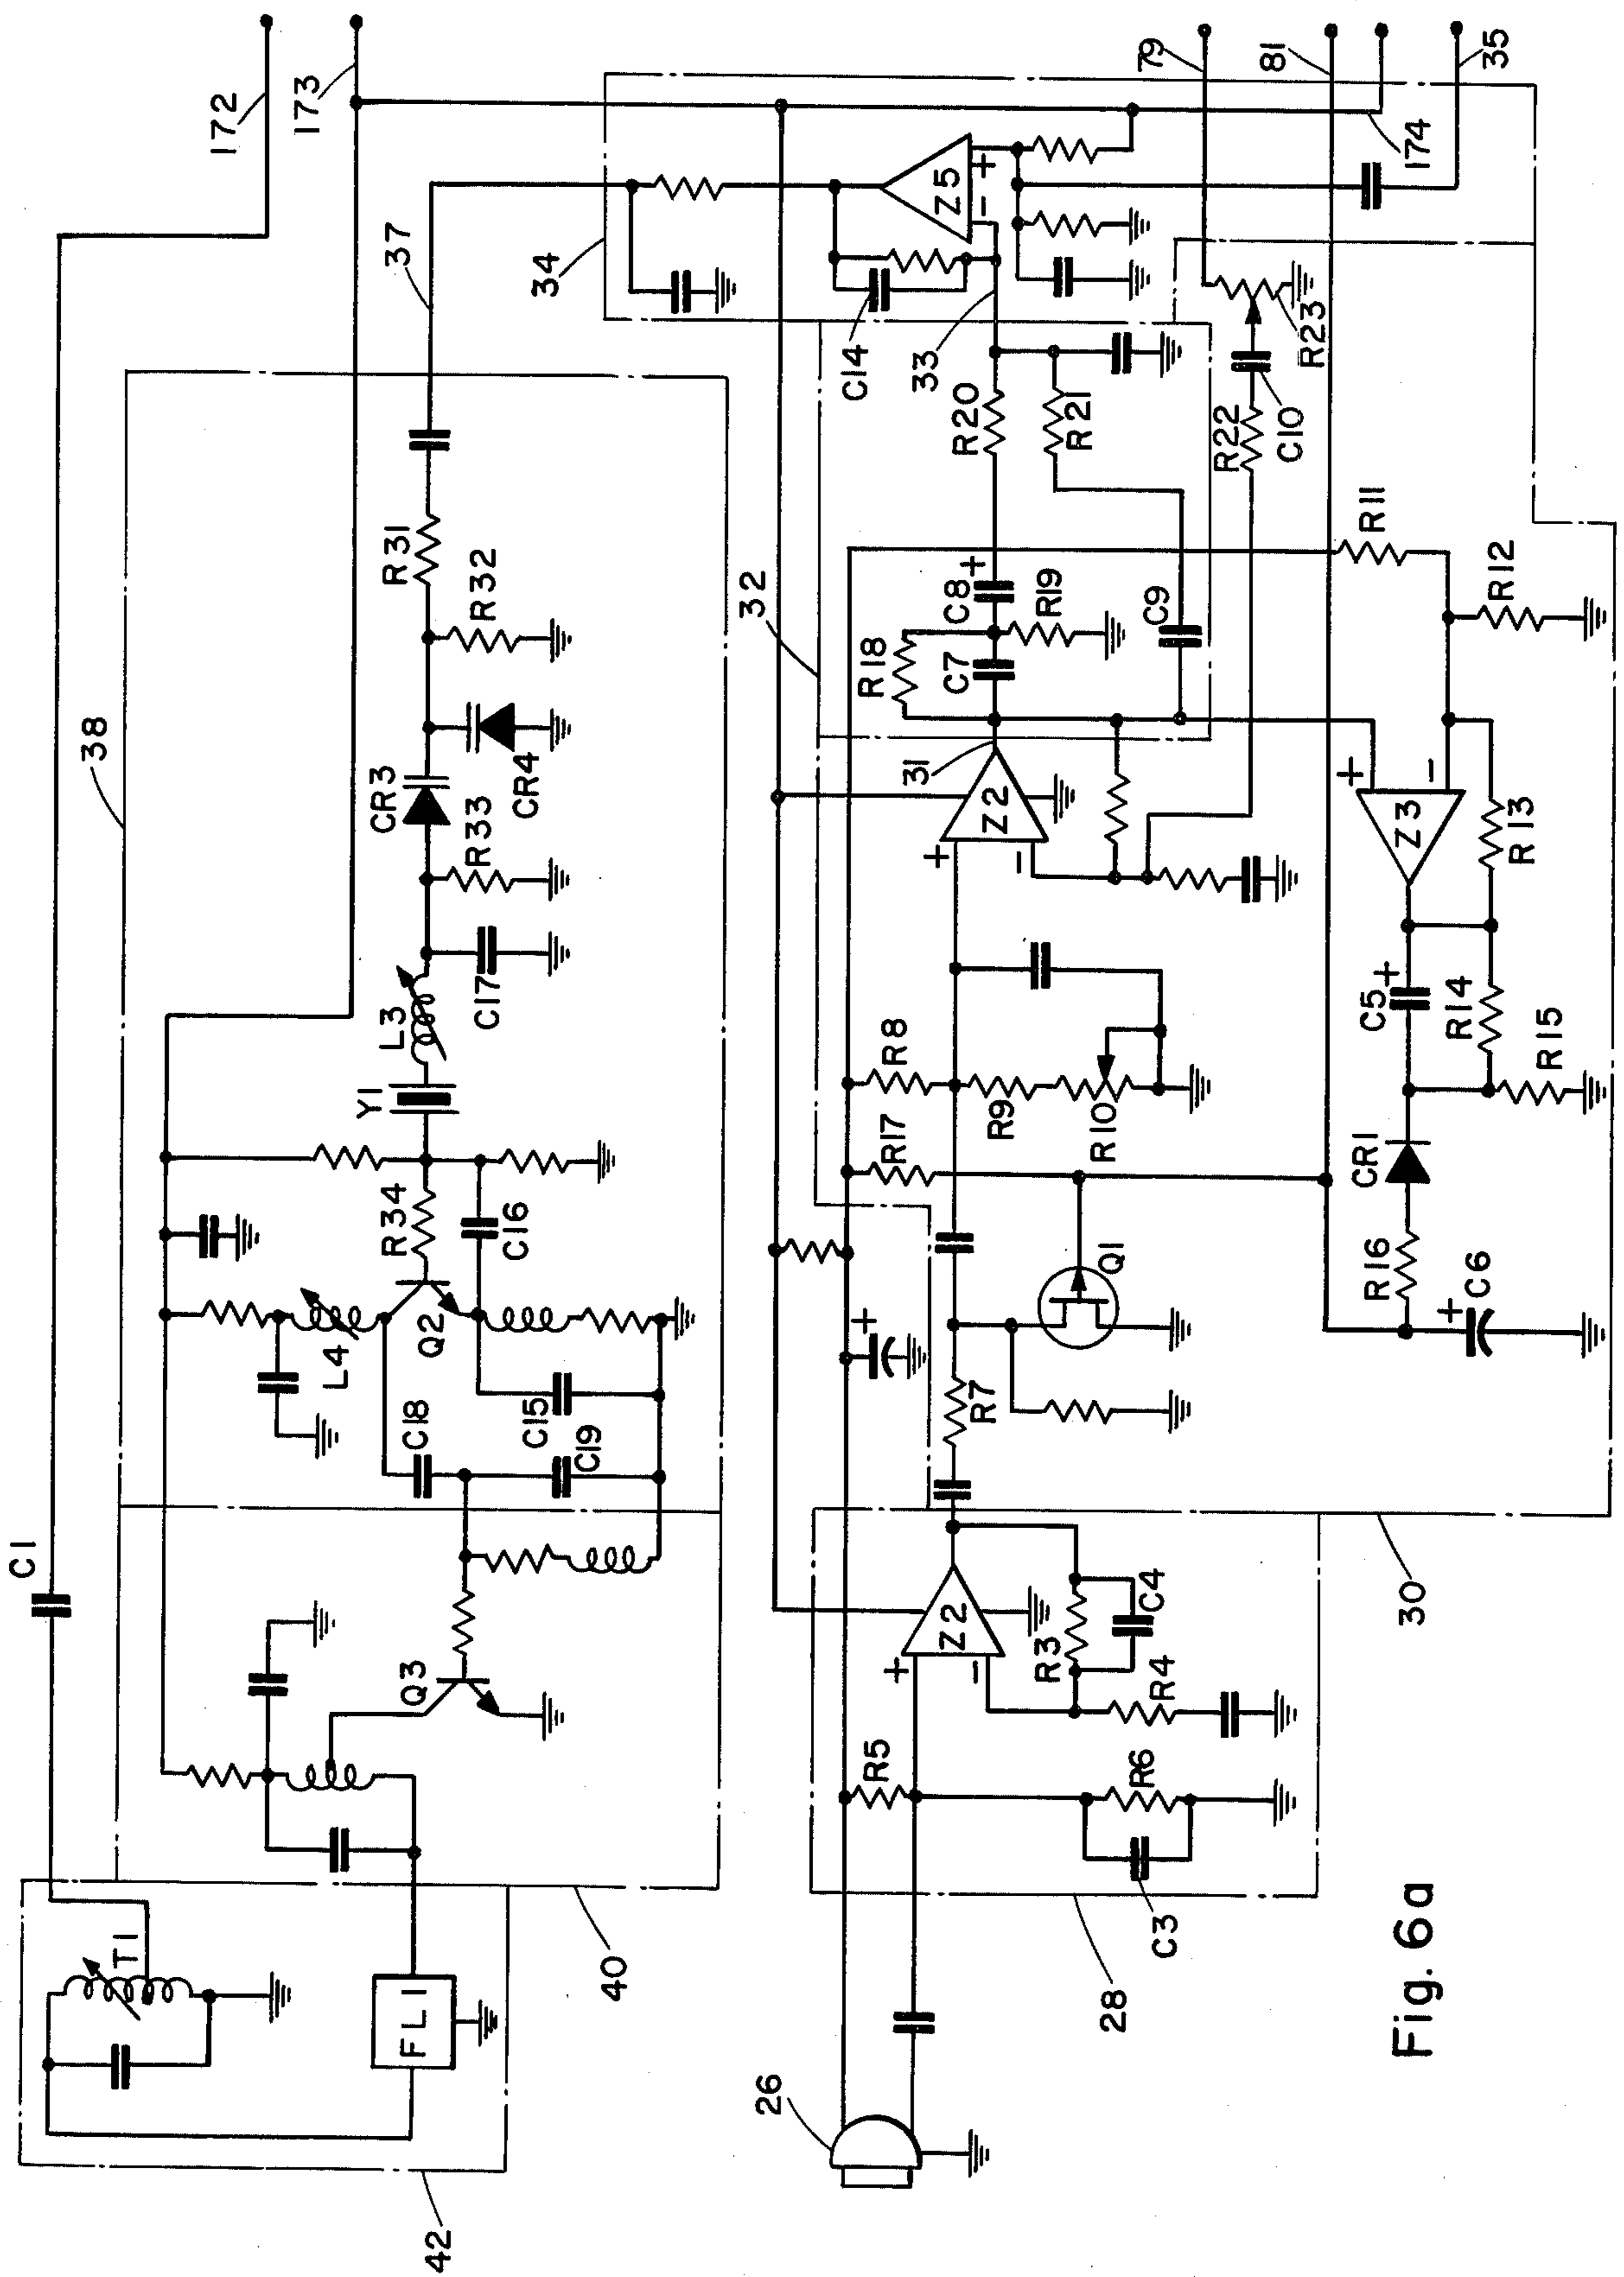 C1
172
173
38
37
34
79
81
35
174
R31
R32
CR3
CR4
R33
L3
C17
Y1
R34
C16
Q2
L4
C18
C15
C19
Q3
T1
FL1
40
42
Z5
+
-
C14
33
R20
R21
R22
C10
R23
32
C8
+
R19
R18
C7
C9
R11
R12
31
Z2
+
-
Z3
+
-
R13
C5
+
R14
R15
R8
R9
R10
R17
CR1
R16
Q1
C6
+
+
R7
30
Z2
+
-
R3
C4
R4
R5
R6
C3
28
26
Fig. 6a